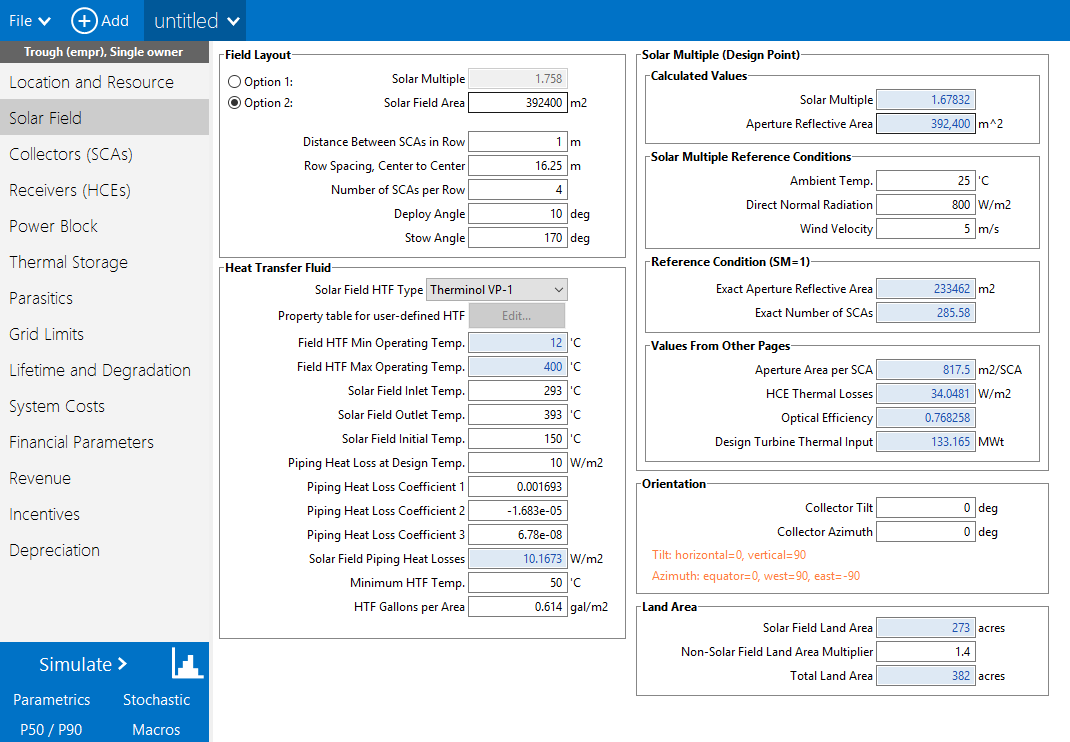 File
Add
untitled
Trough (empr), Single owner
Location and Resource
Solar Field
Collectors (SCAs)
Receivers (HCEs)
Power Block
Thermal Storage
Parasitics
Grid Limits
Lifetime and Degradation
System Costs
Financial Parameters
Revenue
Incentives
Depreciation
Simulate
Parametrics
Stochastic
P50 / P90
Macros
Field Layout
Option 1:
Solar Multiple 1.758
Option 2:
Solar Field Area 392400 m2
Distance Between SCAs in Row 1 m
Row Spacing, Center to Center 16.25 m
Number of SCAs per Row 4
Deploy Angle 10 deg
Stow Angle 170 deg
Heat Transfer Fluid
Solar Field HTF Type Therminol VP-1
Property table for user-defined HTF Edit...
Field HTF Min Operating Temp. 12 'C
Field HTF Max Operating Temp. 400 'C
Solar Field Inlet Temp. 293 'C
Solar Field Outlet Temp. 393 'C
Solar Field Initial Temp. 150 'C
Piping Heat Loss at Design Temp. 10 W/m2
Piping Heat Loss Coefficient 1 0.001693
Piping Heat Loss Coefficient 2 -1.683e-05
Piping Heat Loss Coefficient 3 6.78e-08
Solar Field Piping Heat Losses 10.1673 W/m2
Minimum HTF Temp. 50 'C
HTF Gallons per Area 0.614 gal/m2
Solar Multiple (Design Point)
Calculated Values
Solar Multiple 1.67832
Aperture Reflective Area 392,400 m^2
Solar Multiple Reference Conditions
Ambient Temp. 25 'C
Direct Normal Radiation 800 W/m2
Wind Velocity 5 m/s
Reference Condition (SM=1)
Exact Aperture Reflective Area 233462 m2
Exact Number of SCAs 285.58
Values From Other Pages
Aperture Area per SCA 817.5 m2/SCA
HCE Thermal Losses 34.0481 W/m2
Optical Efficiency 0.768258
Design Turbine Thermal Input 133.165 MWt
Orientation
Collector Tilt 0 deg
Collector Azimuth 0 deg
Tilt: horizontal=0, vertical=90
Azimuth: equator=0, west=90, east=-90
Land Area
Solar Field Land Area 273 acres
Non-Solar Field Land Area Multiplier 1.4
Total Land Area 382 acres